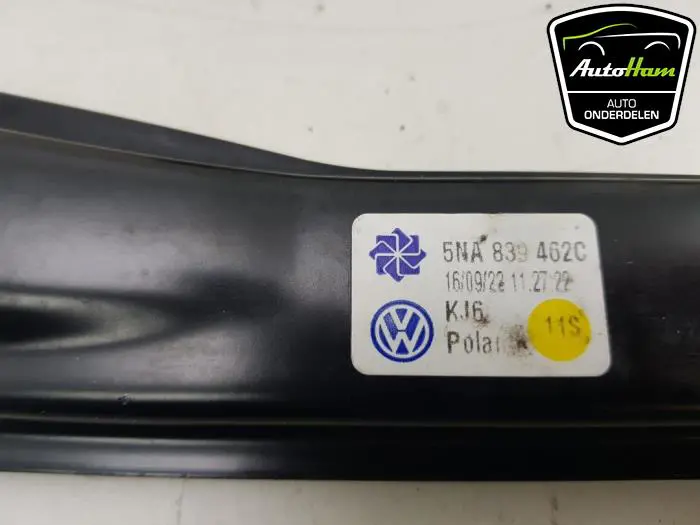 AutoHam
AUTO
ONDERDELEN
5NA 839 462C
16/09/22 11:27:22
KJ6
11S